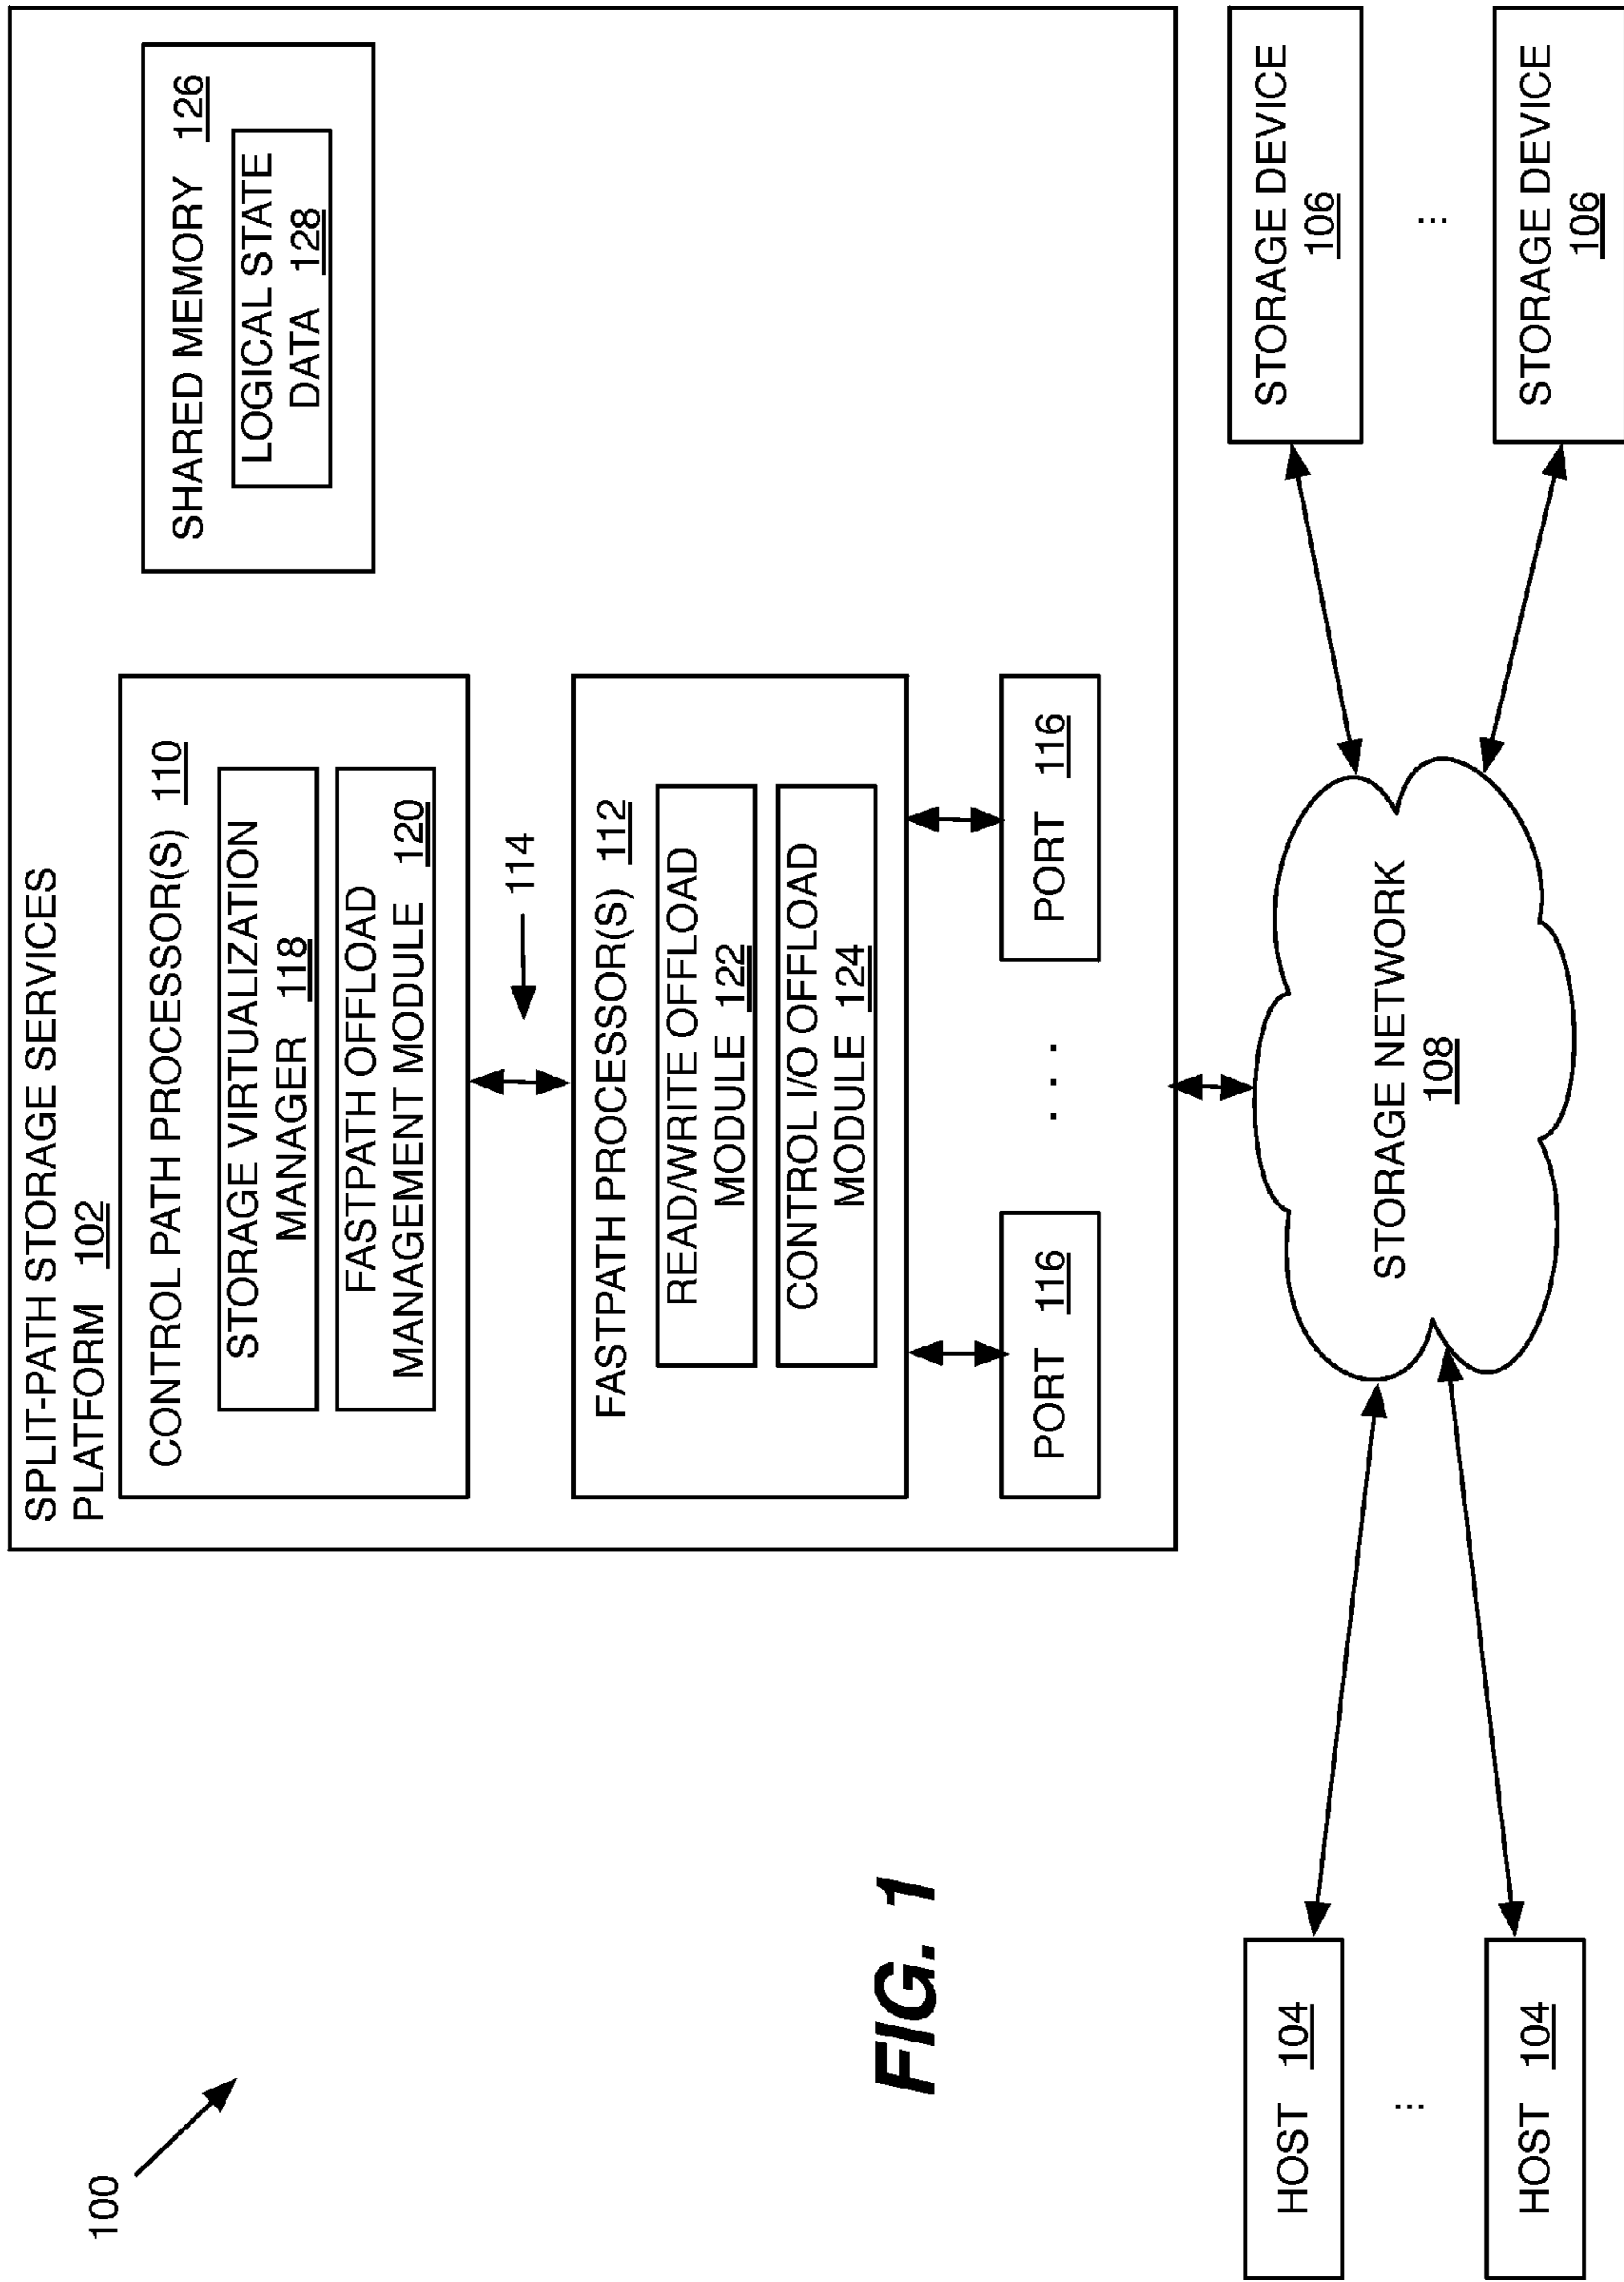 100
SPLIT-PATH STORAGE SERVICES
PLATFORM 102
CONTROL PATH PROCESSOR(S) 110
STORAGE VIRTUALIZATION
MANAGER 118
FASTPATH OFFLOAD
MANAGEMENT MODULE 120
114
FASTPATH PROCESSOR(S) 112
READ/WRITE OFFLOAD
MODULE 122
CONTROL I/O OFFLOAD
MODULE 124
PORT 116
. . .
PORT 116
SHARED MEMORY 126
LOGICAL STATE
DATA 128
HOST 104
...
HOST 104
STORAGE NETWORK
108
STORAGE DEVICE
106
...
STORAGE DEVICE
106
FIG. 1